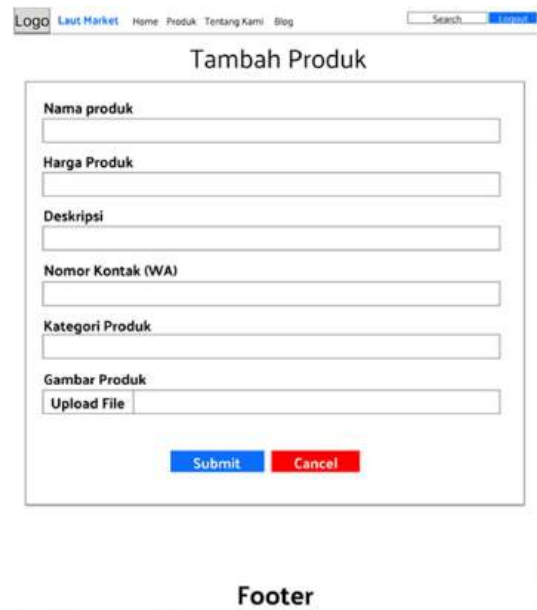 Logo Laut Market Home Produk Tentang Kami Blog Search Logout
Tambah Produk
Nama produk
Harga Produk
Deskripsi
Nomor Kontak (WA)
Kategori Produk
Gambar Produk
Upload File
Submit Cancel
Footer